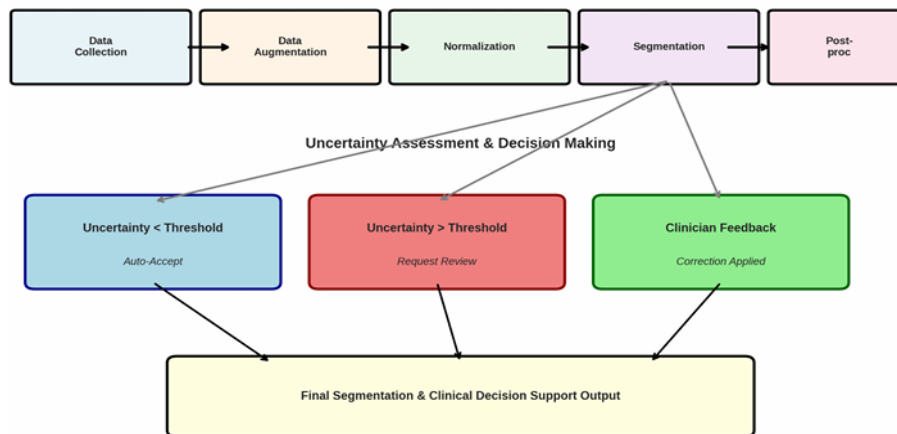 Data
Collection
Data
Augmentation
Normalization
Segmentation
Post-
proc
Uncertainty Assessment & Decision Making
Uncertainty < Threshold
Auto-Accept
Uncertainty > Threshold
Request Review
Clinician Feedback
Correction Applied
Final Segmentation & Clinical Decision Support Output